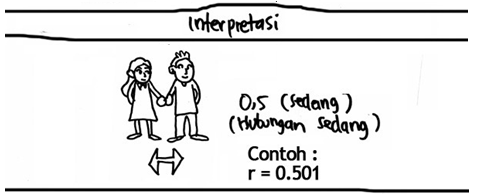 Interpretasi
0,5 (Sedang)
(Hubungan Sedang)
Contoh :
r = 0.501